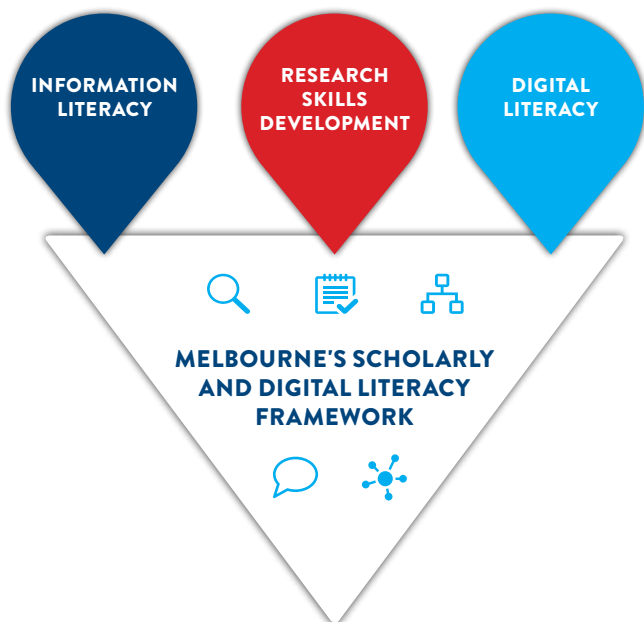 INFORMATION
LITERACY
RESEARCH
SKILLS
DEVELOPMENT
DIGITAL
LITERACY
MELBOURNE'S SCHOLARLY
AND DIGITAL LITERACY
FRAMEWORK